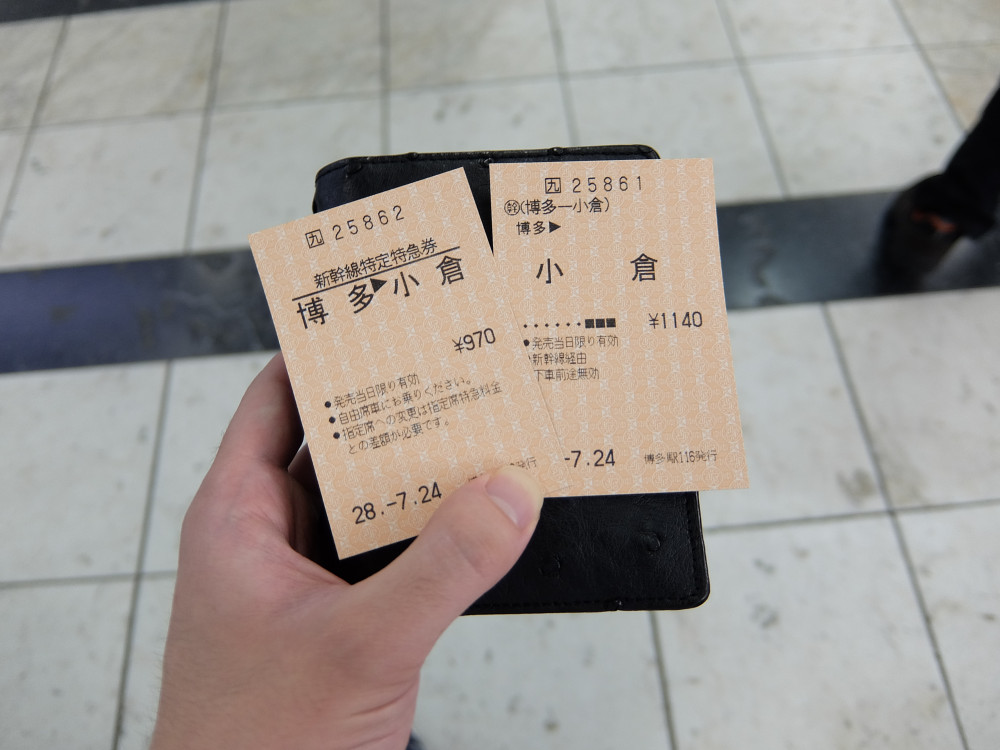 九 25862
新幹線特定特急券
博多▶小倉
¥970
●発売当日限り有効
●自由席車にお乗りください。
●指定席への変更は指定席特急料金
との差額が必要です。
28.-7.24
発行
九 25861
幹(博多ー小倉)
博多▶
小倉
¥1140
●発売当日限り有効
新幹線経由
下車前途無効
-7.24
博多駅116発行